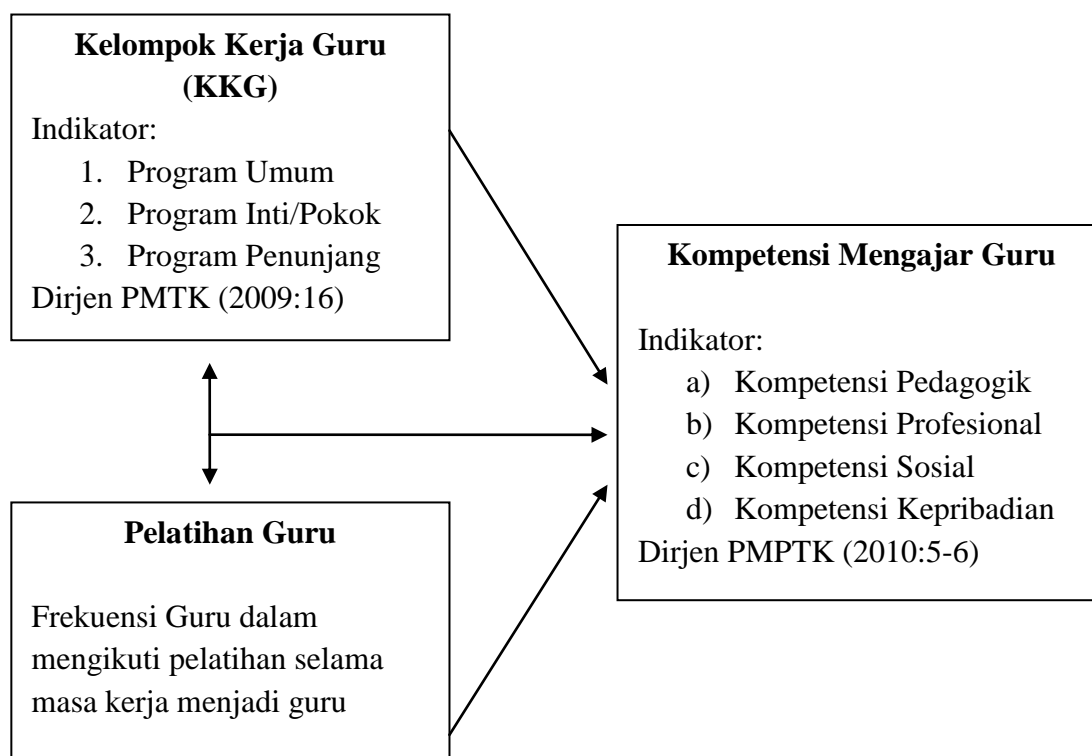 Kelompok Kerja Guru
(KKG)
Indikator:
1. Program Umum
2. Program Inti/Pokok
3. Program Penunjang
Dirjen PMTK (2009:16)
Kompetensi Mengajar Guru
Indikator:
a) Kompetensi Pedagogik
b) Kompetensi Profesional
c) Kompetensi Sosial
d) Kompetensi Kepribadian
Dirjen PMPTK (2010:5-6)
Pelatihan Guru
Frekuensi Guru dalam
mengikuti pelatihan selama
masa kerja menjadi guru